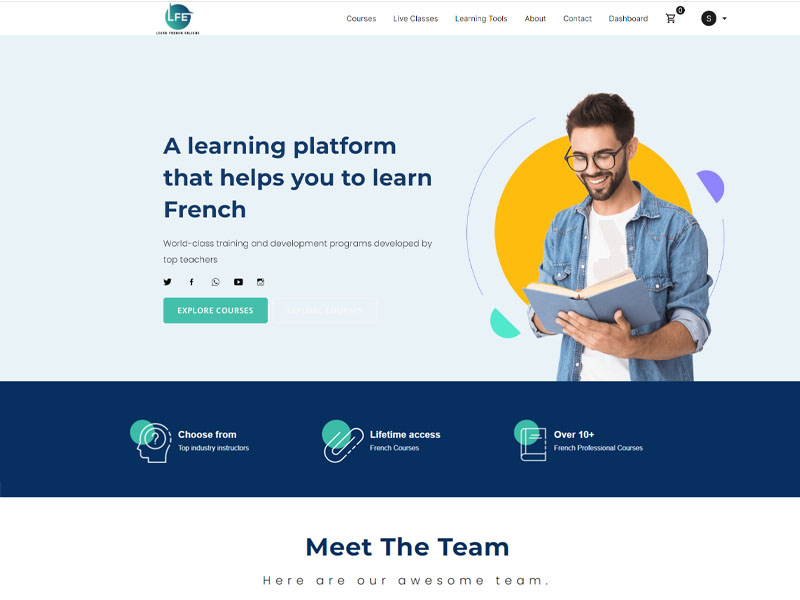 LFE
LEARN FRENCH ONLINE
Courses
Live Classes
Learning Tools
About
Contact
Dashboard
0
S
A learning platform
that helps you to learn
French
World-class training and development programs developed by
top teachers
EXPLORE COURSES
EXPLORE COURSES
Choose from
Top industry instructors
Lifetime access
French Courses
Over 10+
French Professional Courses
Meet The Team
Here are our awesome team.